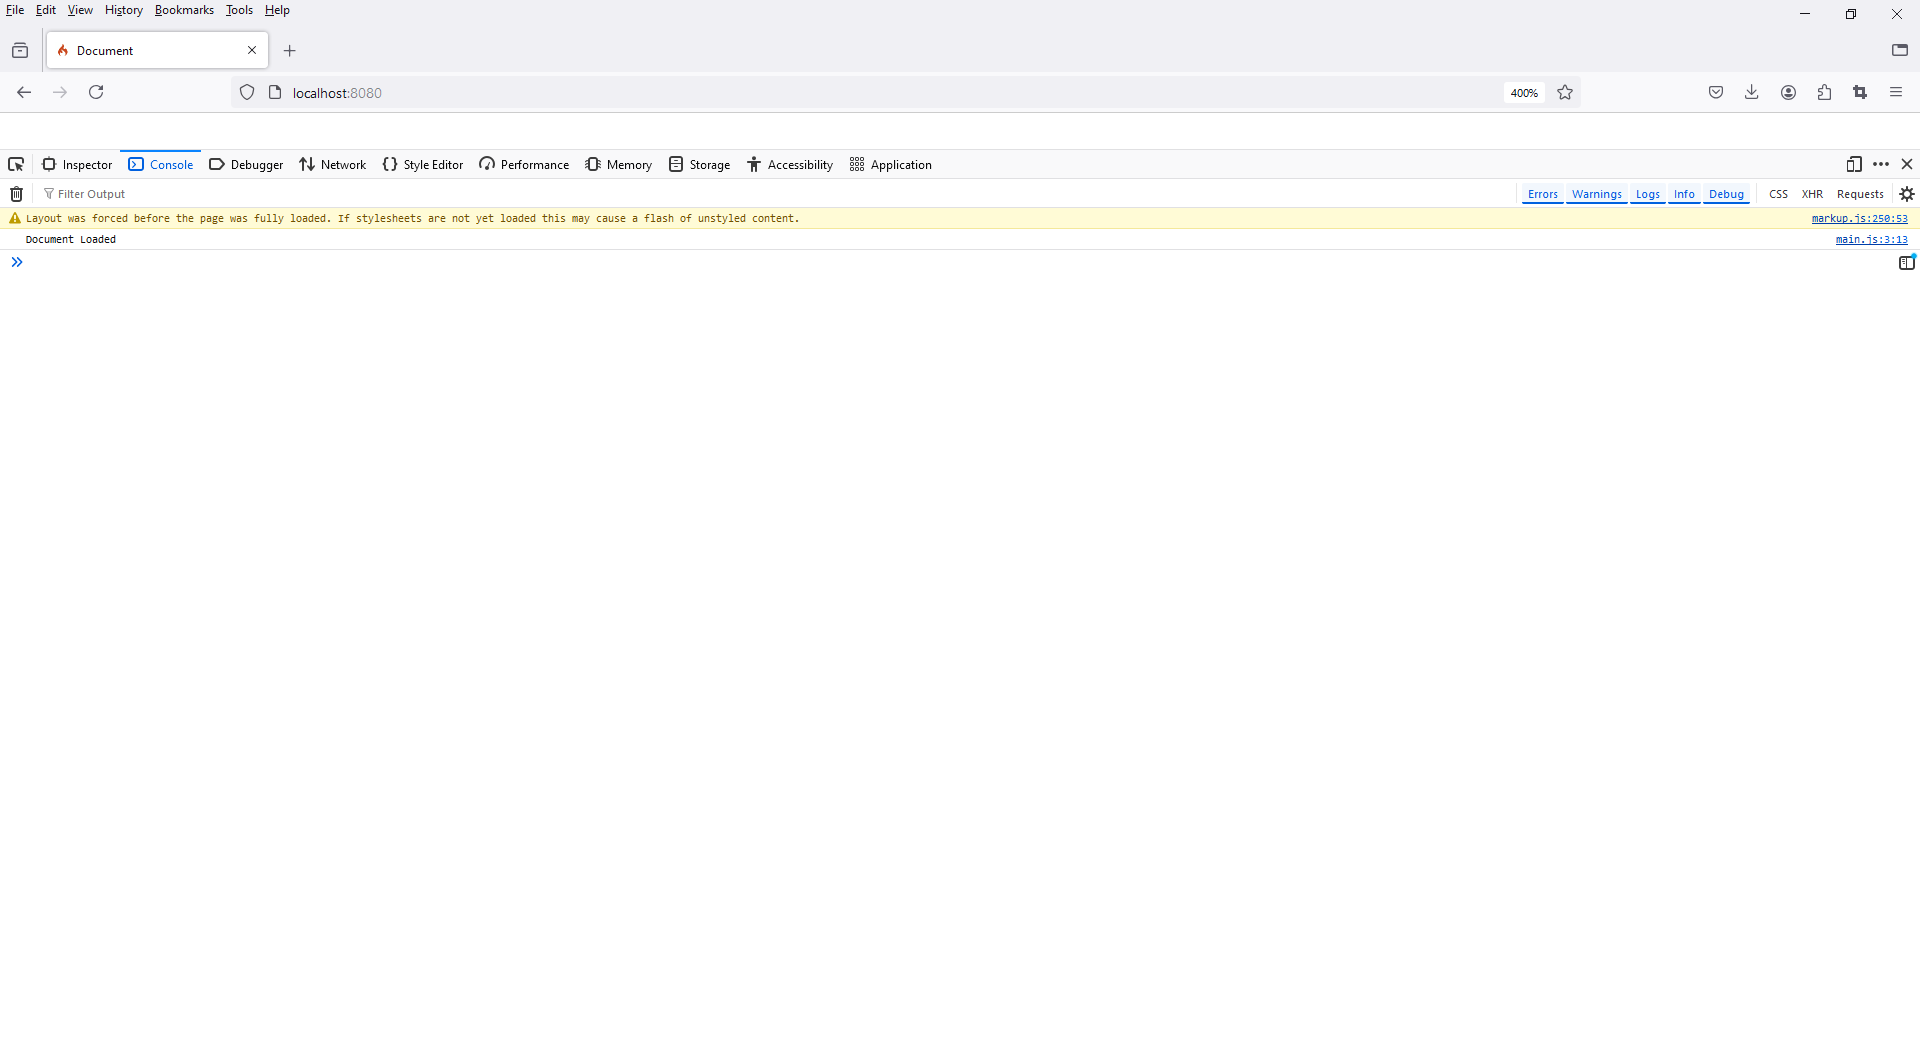 File Edit View History Bookmarks Tools Help
Document
localhost:8080 400%
Inspector Console Debugger Network Style Editor Performance Memory Storage Accessibility Application
Filter Output Errors Warnings Logs Info Debug CSS XHR Requests
Layout was forced before the page was fully loaded. If stylesheets are not yet loaded this may cause a flash of unstyled content. markup.js:250:53
Document Loaded main.js:3:13